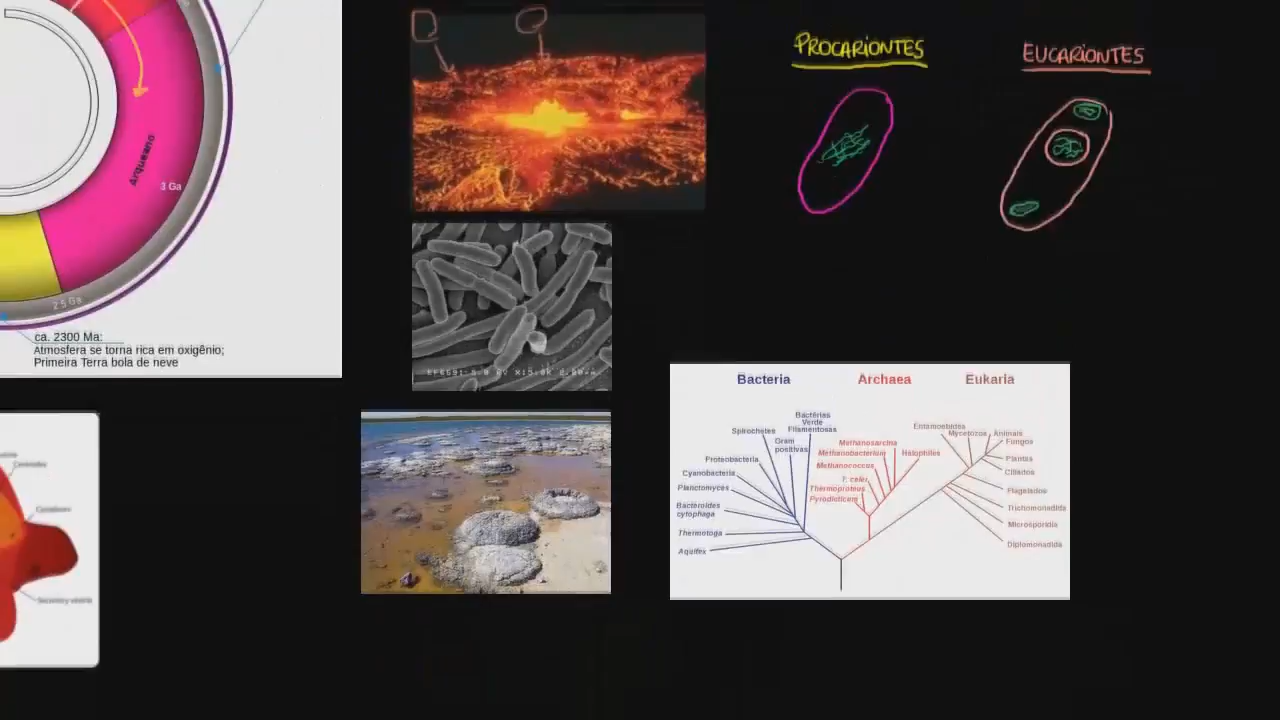 PROCARIONTES
EUCARIONTES
Arqueano
3 Ga
2.5 Ga
ca. 2300 Ma:
Atmosfera se torna rica em oxigênio;
Primeira Terra bola de neve
Bacteria
Archaea
Eukaria
Spirochetes
Bactérias
Verde
Filamentosas
Gram
positivas
Proteobacteria
Cyanobacteria
Planctomyces
Bacteroides
cytophaga
Thermotoga
Aquifex
Methanosarcina
Methanobacterium
Halophiles
Methanococcus
T. celer
Thermoproteus
Pyrodicticum
Entamoebidae
Mycetozoa
Animais
Fungos
Plantas
Ciliados
Flagelados
Trichomonadida
Microsporidia
Diplomonadida